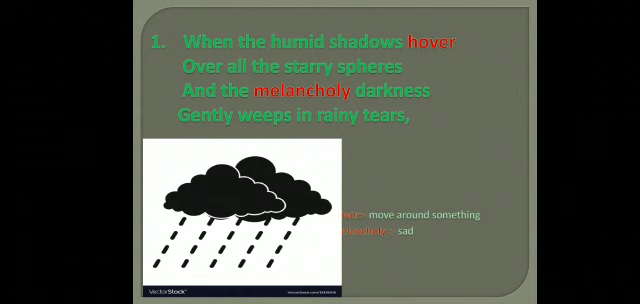 1. When the humid shadows hover
Over all the starry spheres
And the melancholy darkness
Gently weeps in rainy tears,
:- move around something
:- sad
VectorStock®